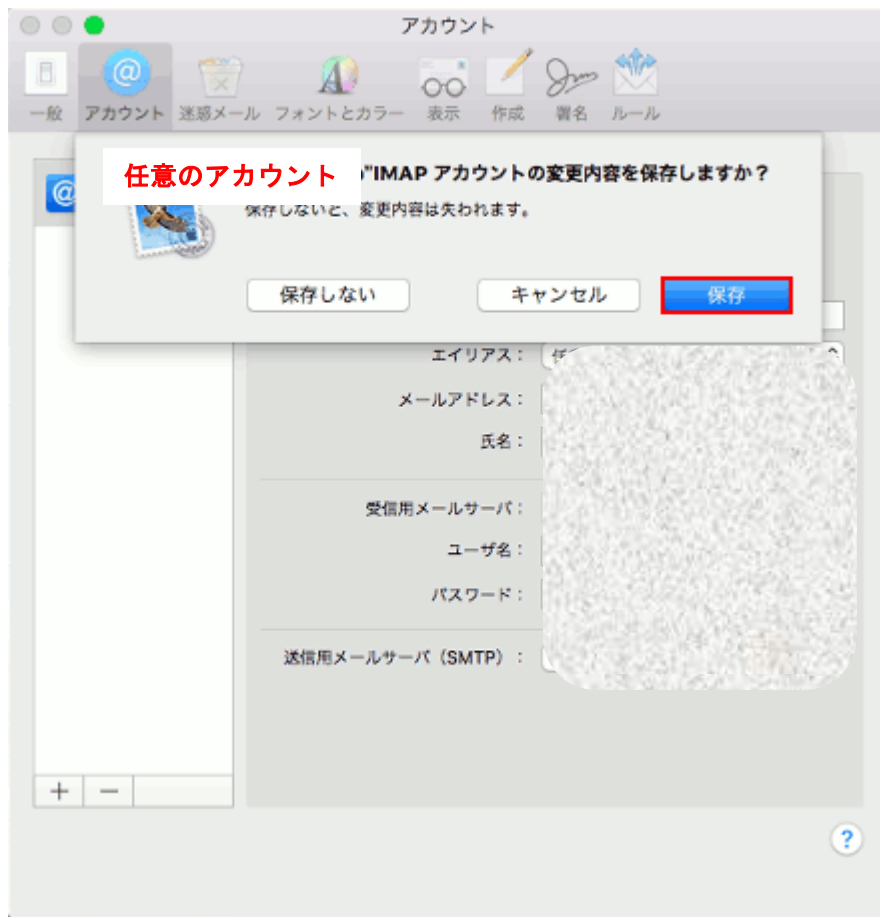 アカウント
一般 アカウント 迷惑メール フォントとカラー 表示 作成 署名 ルール
任意のアカウント "IMAP アカウントの変更内容を保存しますか？
保存しないと、変更内容は失われます。
保存しない キャンセル 保存
エイリアス：
メールアドレス：
氏名：
受信用メールサーバ：
ユーザ名：
パスワード：
送信用メールサーバ（SMTP）：
+ −
?